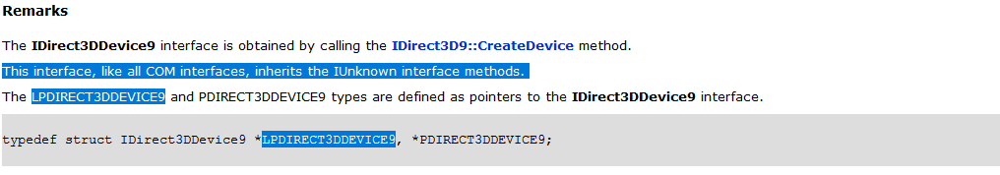 Remarks
The IDirect3DDevice9 interface is obtained by calling the IDirect3D9::CreateDevice method.
This interface, like all COM interfaces, inherits the IUnknown interface methods.
The LPDIRECT3DDEVICE9 and PDIRECT3DDEVICE9 types are defined as pointers to the IDirect3DDevice9 interface.
typedef struct IDirect3DDevice9 *LPDIRECT3DDEVICE9, *PDIRECT3DDEVICE9;